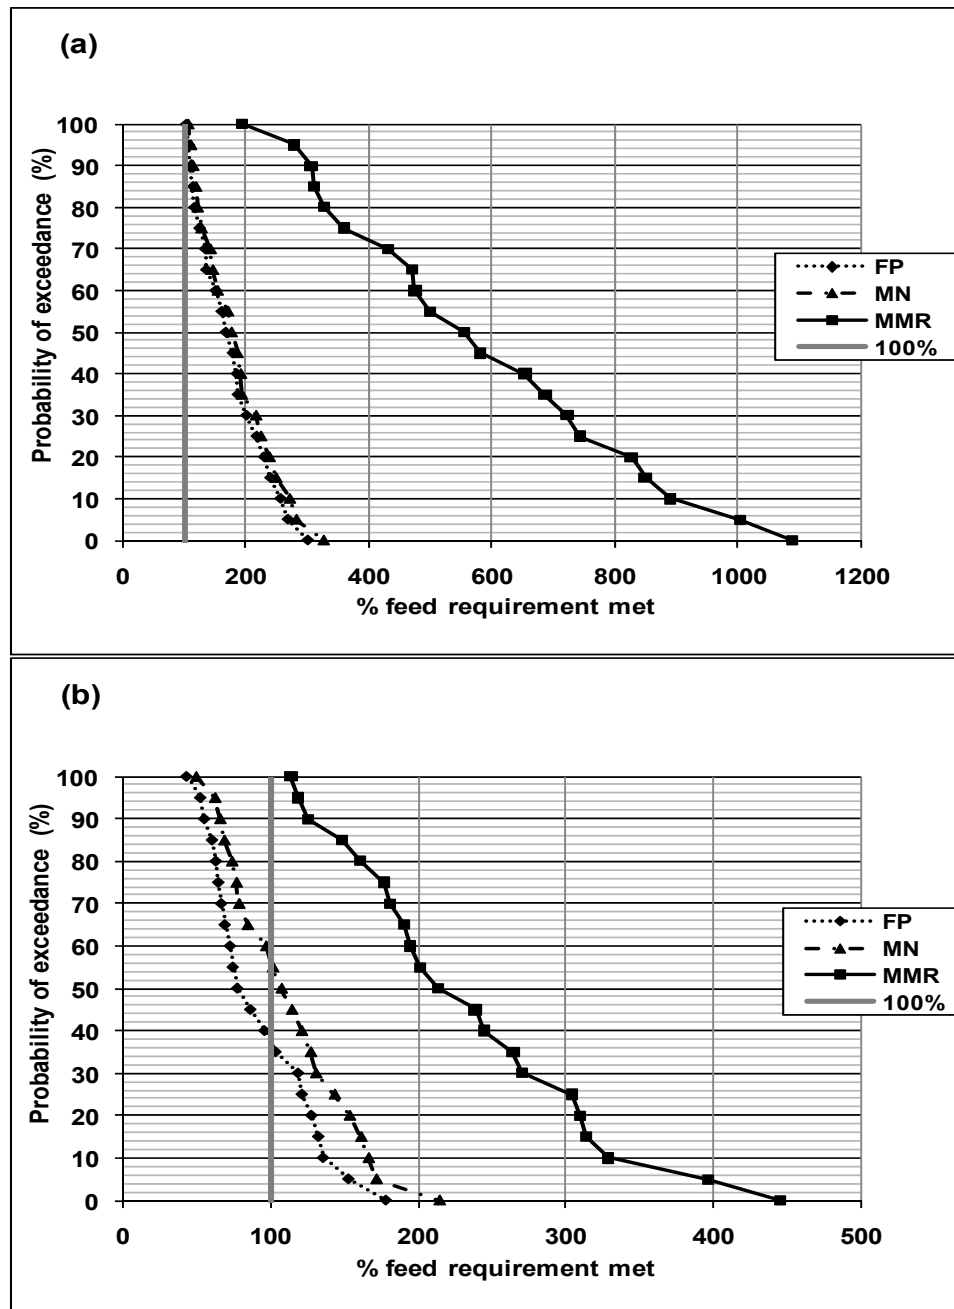 (a)
Probability of exceedance (%)
100
90
80
70
60
50
40
30
20
10
0
0 200 400 600 800 1000 1200
% feed requirement met
FP
MN
MMR
100%
(b)
Probability of exceedance (%)
100
90
80
70
60
50
40
30
20
10
0
0 100 200 300 400 500
% feed requirement met
FP
MN
MMR
100%